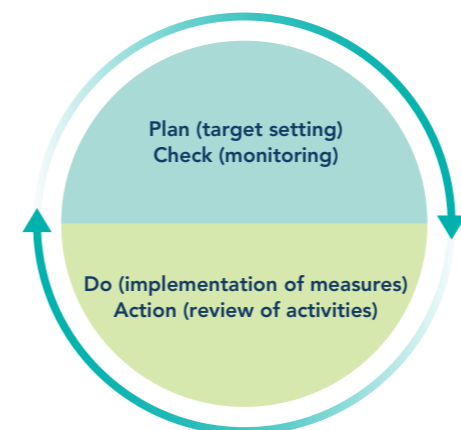 Plan (target setting)
Check (monitoring)
Do (implementation of measures)
Action (review of activities)